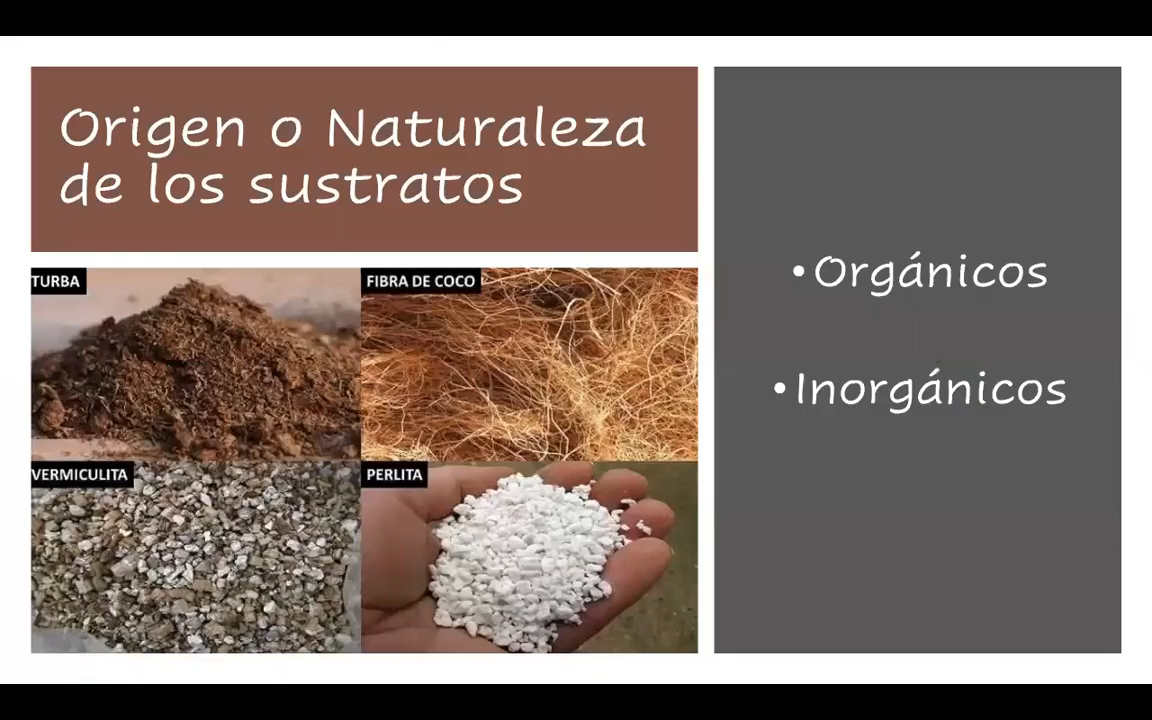 Origen o Naturaleza
de los sustratos
TURBA
FIBRA DE COCO
VERMICULITA
PERLITA
•Orgánicos
•Inorgánicos